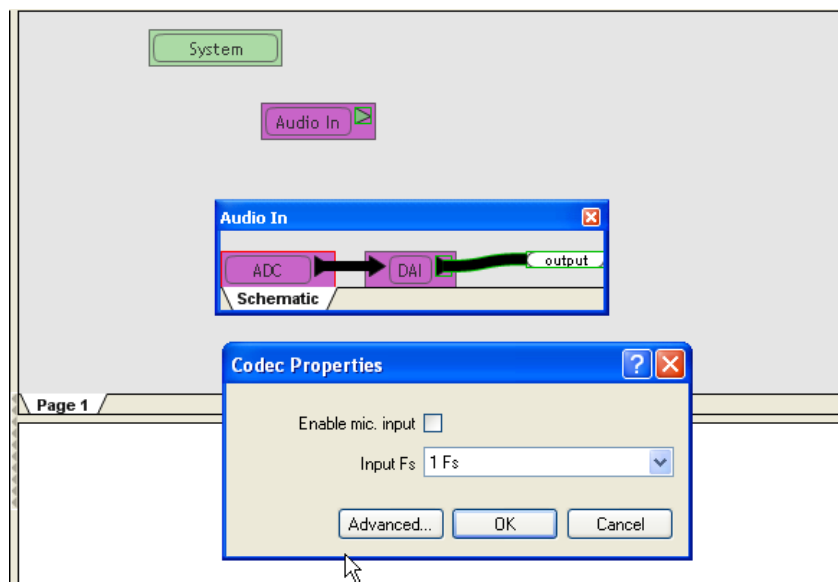 System
Audio In
Audio In
ADC
DAI
output
Schematic
Codec Properties
?
Page 1
Enable mic. input
Input Fs 1 Fs
Advanced... OK Cancel